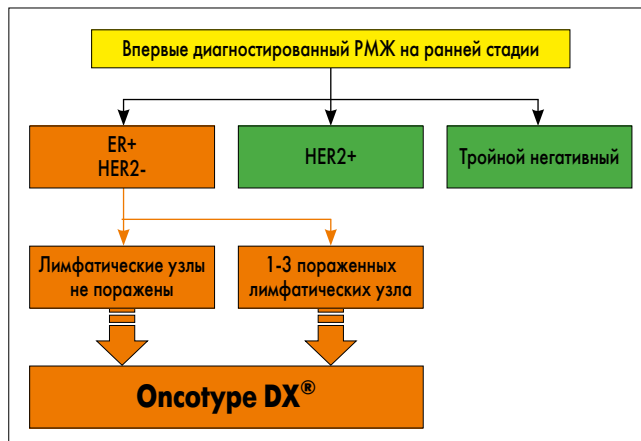 Впервые диагностированный РМЖ на ранней стадии
ER+
HER2-
HER2+
Тройной негативный
Лимфатические узлы
не поражены
1-3 пораженных
лимфатических узла
Oncotype DX®